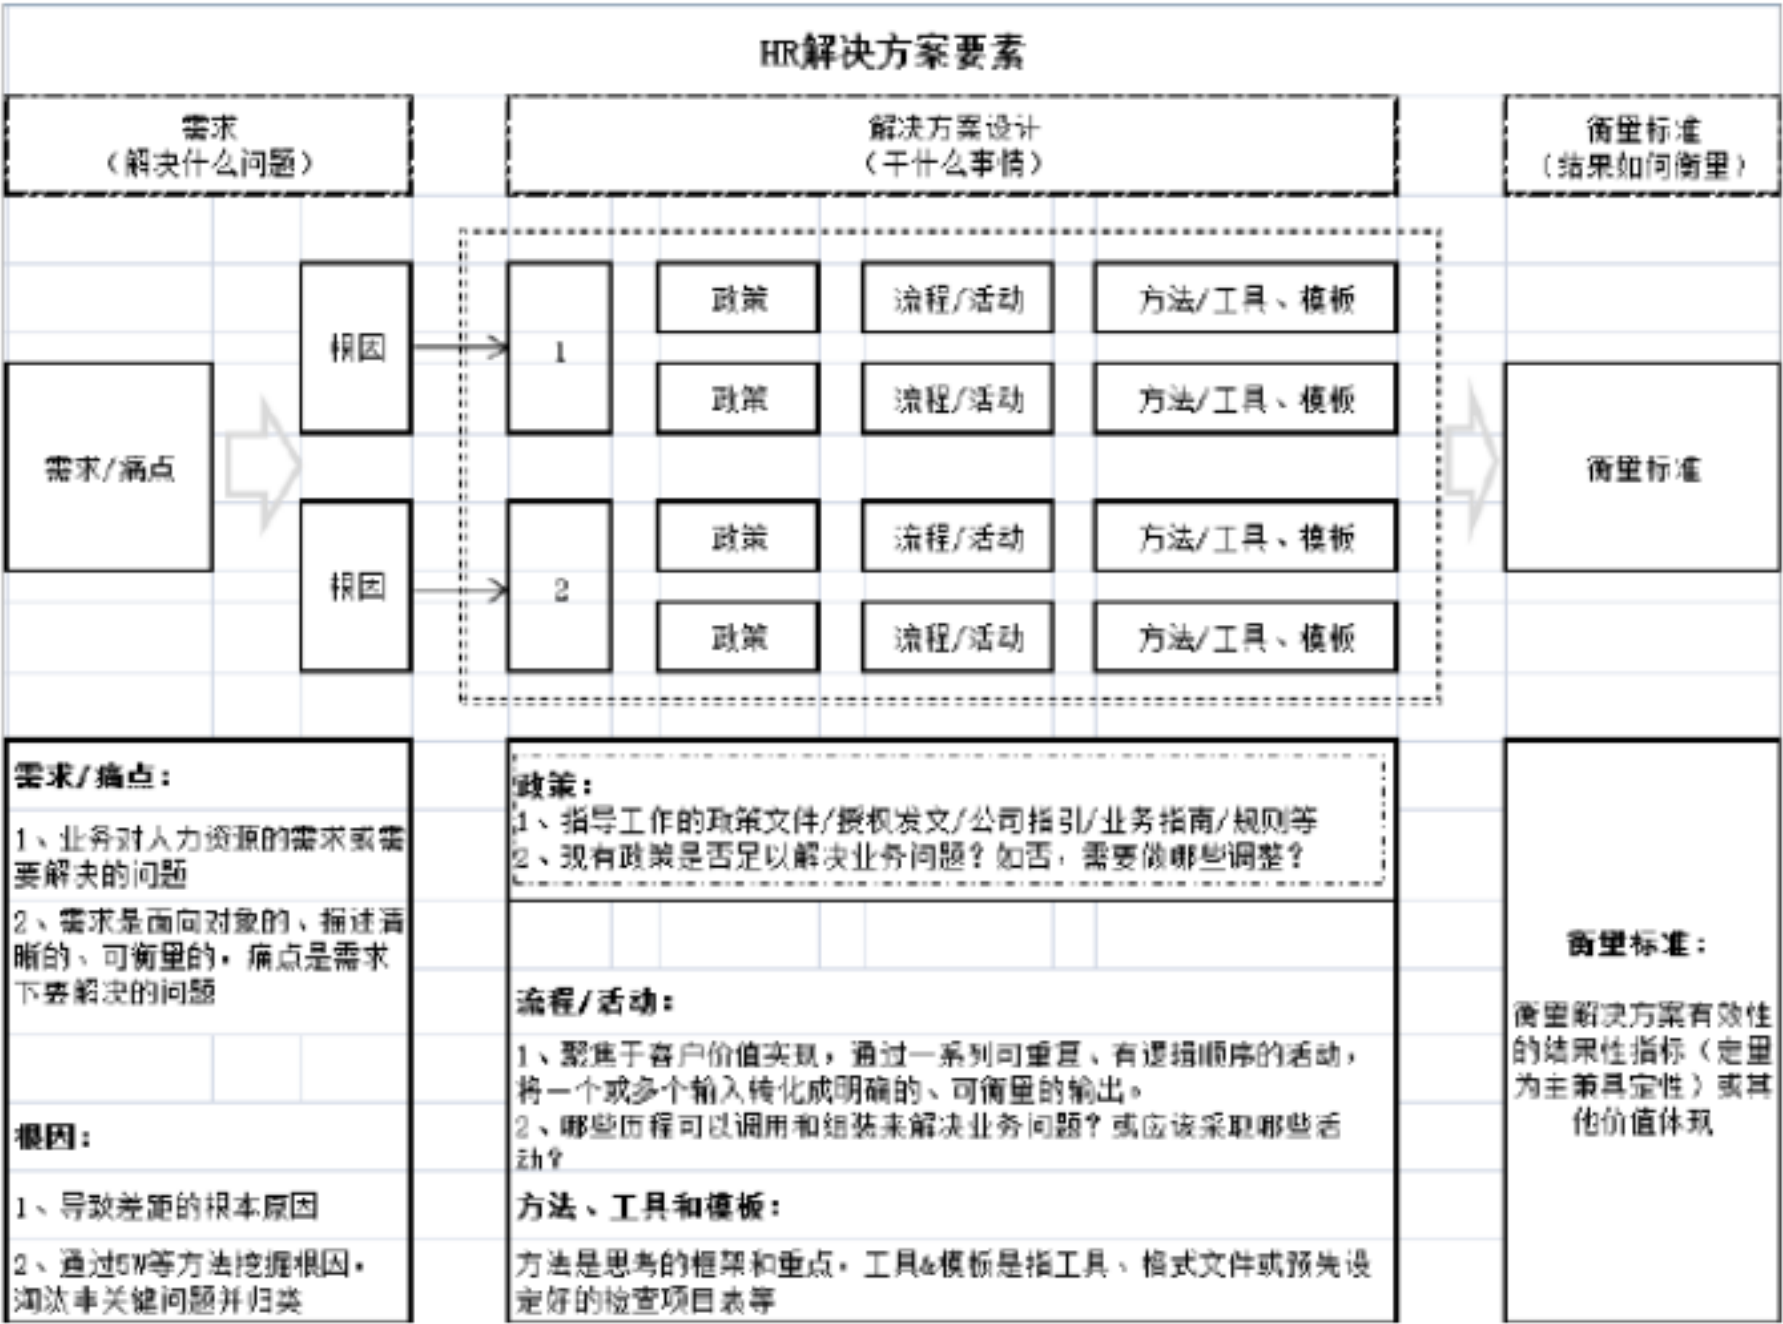 HR解决方案要素
需求
（解决什么问题）
解决方案设计
（干什么事情）
衡量标准
（结果如何衡量）
根因
1
政策
流程/活动
方法/工具、模板
政策
流程/活动
方法/工具、模板
需求/痛点
衡量标准
根因
2
政策
流程/活动
方法/工具、模板
政策
流程/活动
方法/工具、模板
需求/痛点：
1、业务对人力资源的需求或需
要解决的问题
2、需求是面向对象的、描述清
晰的、可衡量的，痛点是需求
下要解决的问题
根因：
1、导致差距的根本原因
2、通过5W等方法挖掘根因，
淘汰非关键问题并归类
政策：
1、指导工作的政策文件/授权发文/公司指引/业务指南/规则等
2、现有政策是否足以解决业务问题？如否，需要做哪些调整？
流程/活动：
1、聚焦于客户价值实现，通过一系列可重复、有逻辑顺序的活动，
将一个或多个输入转化成明确的、可衡量的输出。
2、哪些历程可以调用和组装来解决业务问题？或应该采取哪些活
动？
方法、工具和模板：
方法是思考的框架和重点，工具&模板是指工具、格式文件或预先设
定好的检查项目表等
衡量标准：
衡量解决方案有效性
的结果性指标（定量
为主兼具定性）或其
他价值体现